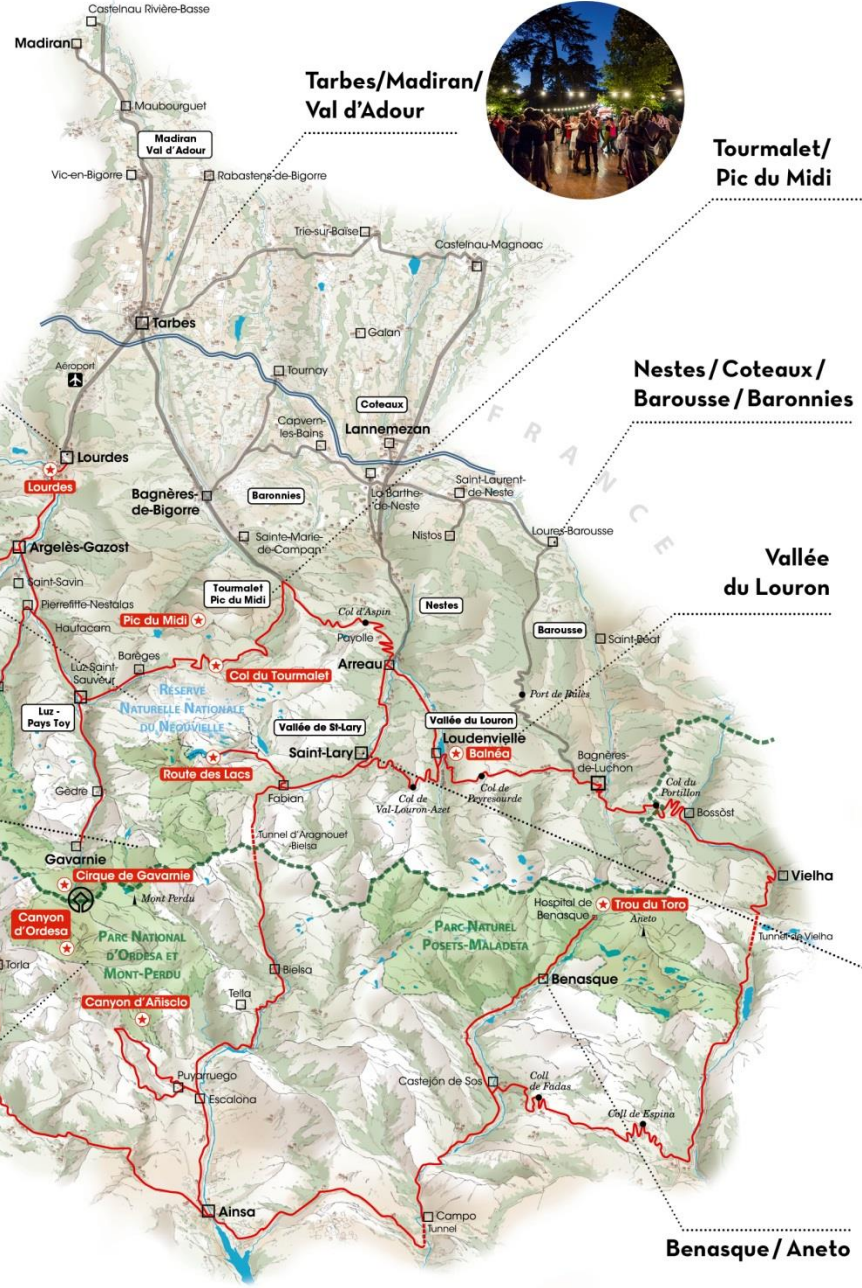 Castelnau Rivière-Basse
Madiran
Maubourguet
Tarbes/Madiran/
Val d'Adour
Madiran
Val d'Adour
Tourmalet/
Pic du Midi
Vic-en-Bigorre
Rabastens-de-Bigorre
Trie-sur-Baïse
Castelnau-Magnoac
Tarbes
Galan
Aéroport
Tournay
Nestes / Coteaux /
Barousse / Baronnies
Coteaux
Capvern-
les-Bains
Lannemezan
FRANCE
Lourdes
Lourdes
Bagnères-
de-Bigorre
Baronnies
La Barthe-
de-Neste
Saint-Laurent-
de-Neste
Sainte-Marie-
de-Campan
Nistos
Loures-Barousse
Argelès-Gazost
Vallée
du Louron
Saint-Savin
Pierrefitte-Nestalas
Tourmalet
Pic du Midi
Nestes
Pic du Midi
Hautacam
Col d'Aspin
Payolle
Barousse
Saint-Béat
Barèges
Luz-Saint-
Sauveur
Col du Tourmalet
Arreau
RÉSERVE
NATURELLE NATIONALE
DU NÉOUVIELLE
Port de Balès
Luz -
Pays Toy
Vallée de St-Lary
Vallée du Louron
Saint-Lary
Loudenvielle
Balnéa
Bagnères-
de-Luchon
Route des Lacs
Fabian
Col de
Val-Louron-Azet
Col de
Peyresourde
Col du
Portillon
Gèdre
Bossòst
Tunnel d'Aragnouet
-Bielsa
Gavarnie
Cirque de Gavarnie
Vielha
Mont Perdu
Canyon
d'Ordesa
Hospital de
Benasque
Trou du Toro
Aneto
PARC NATIONAL
D'ORDESA ET
MONT-PERDU
PARC NATUREL
POSETS-MALADETA
Tunnel de Vielha
Torla
Bielsa
Benasque
Tella
Canyon d'Añisclo
Puyarruego
Escalona
Castejón de Sos
Coll
de Fadas
Coll de Espina
Ainsa
Campo
Tunnel
Benasque / Aneto